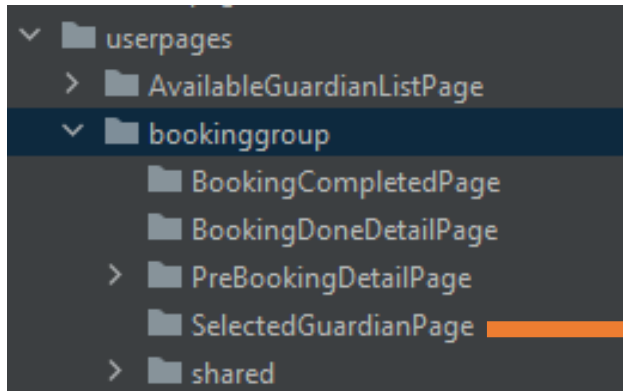 userpages
AvailableGuardianListPage
bookinggroup
BookingCompletedPage
BookingDoneDetailPage
PreBookingDetailPage
SelectedGuardianPage
shared